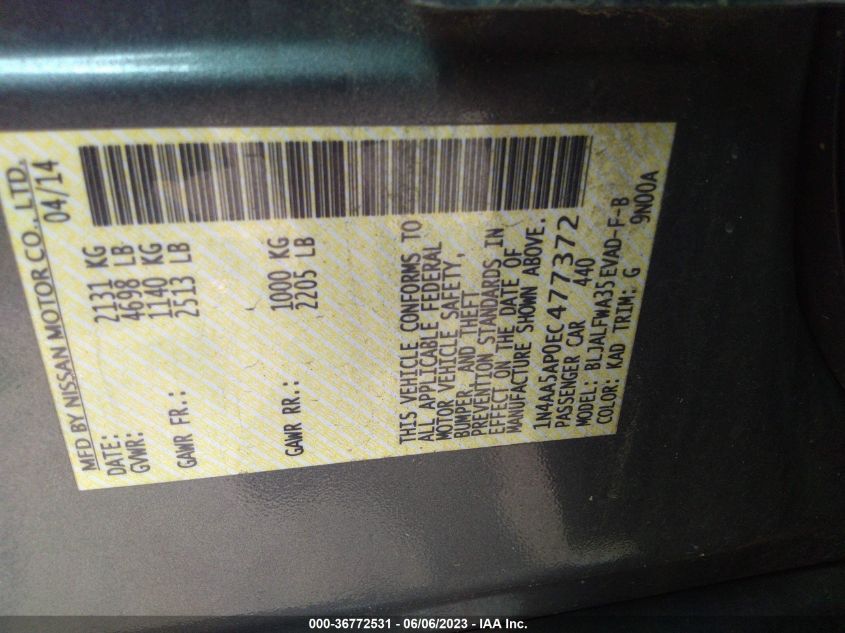 MFD BY NISSAN MOTOR CO., LTD.
DATE: 04/14
GVWR: 2131 KG
4698 LB
GAWR FR.: 1140 KG
2513 LB
GAWR RR.: 1000 KG
2205 LB
THIS VEHICLE CONFORMS TO
ALL APPLICABLE FEDERAL
MOTOR VEHICLE SAFETY,
BUMPER, AND THEFT
PREVENTION STANDARDS IN
EFFECT ON THE DATE OF
MANUFACTURE SHOWN ABOVE.
1N4AA5AP0EC477372
PASSENGER CAR 440
MODEL: BLJALFWA35EVAD-F-B
COLOR: KAD TRIM: G 9N00A
000-36772531 - 06/06/2023 - IAA Inc.